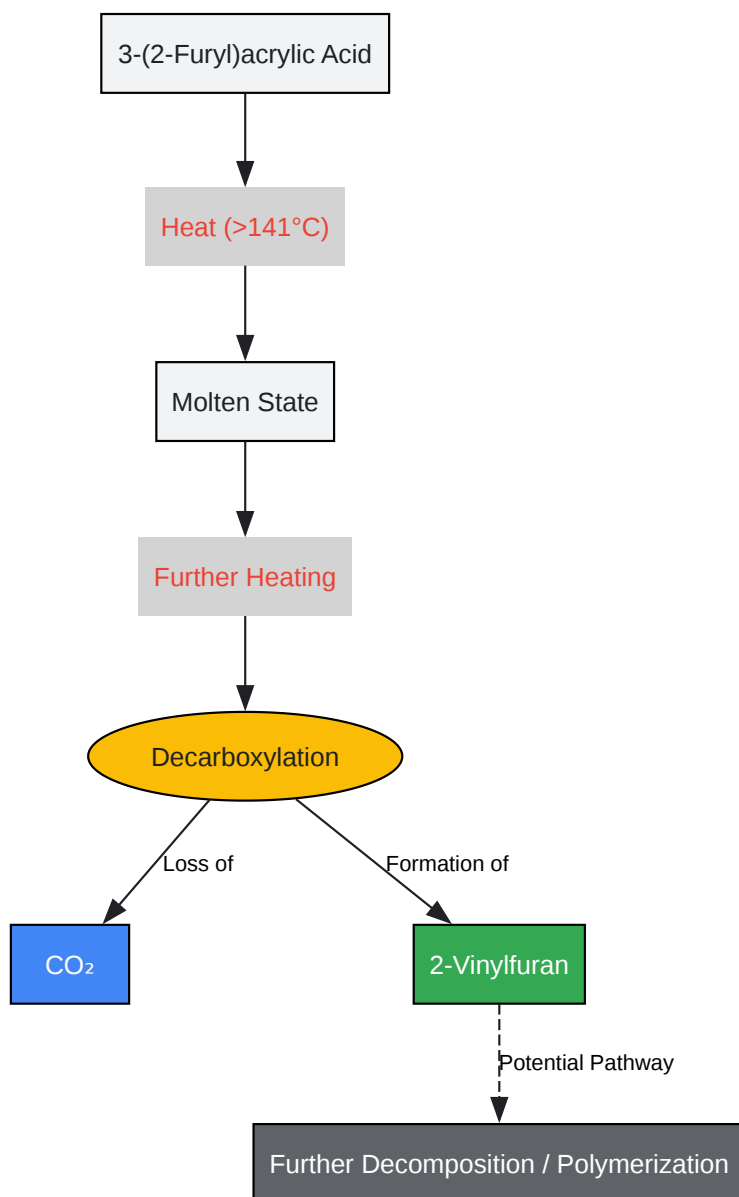 3-(2-Furyl)acrylic Acid
Heat (>141°C)
Molten State
Further Heating
Decarboxylation
Loss of
Formation of
CO₂
2-Vinylfuran
Potential Pathway
Further Decomposition / Polymerization